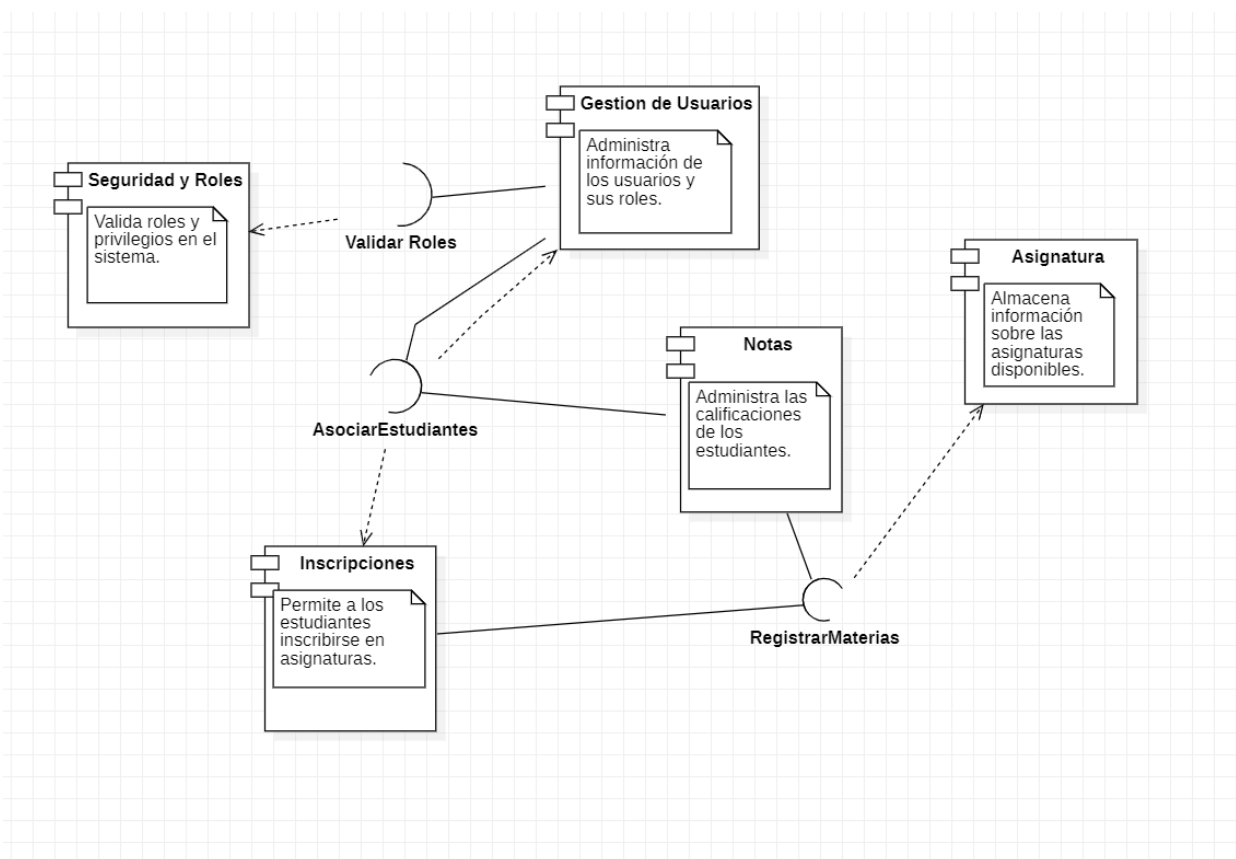 Gestion de Usuarios
Administra
información de
los usuarios y
sus roles.
Seguridad y Roles
Valida roles y
privilegios en el
sistema.
Validar Roles
Asignatura
Almacena
información
sobre las
asignaturas
disponibles.
Notas
Administra las
calificaciones
de los
estudiantes.
AsociarEstudiantes
Inscripciones
Permite a los
estudiantes
inscribirse en
asignaturas.
RegistrarMaterias